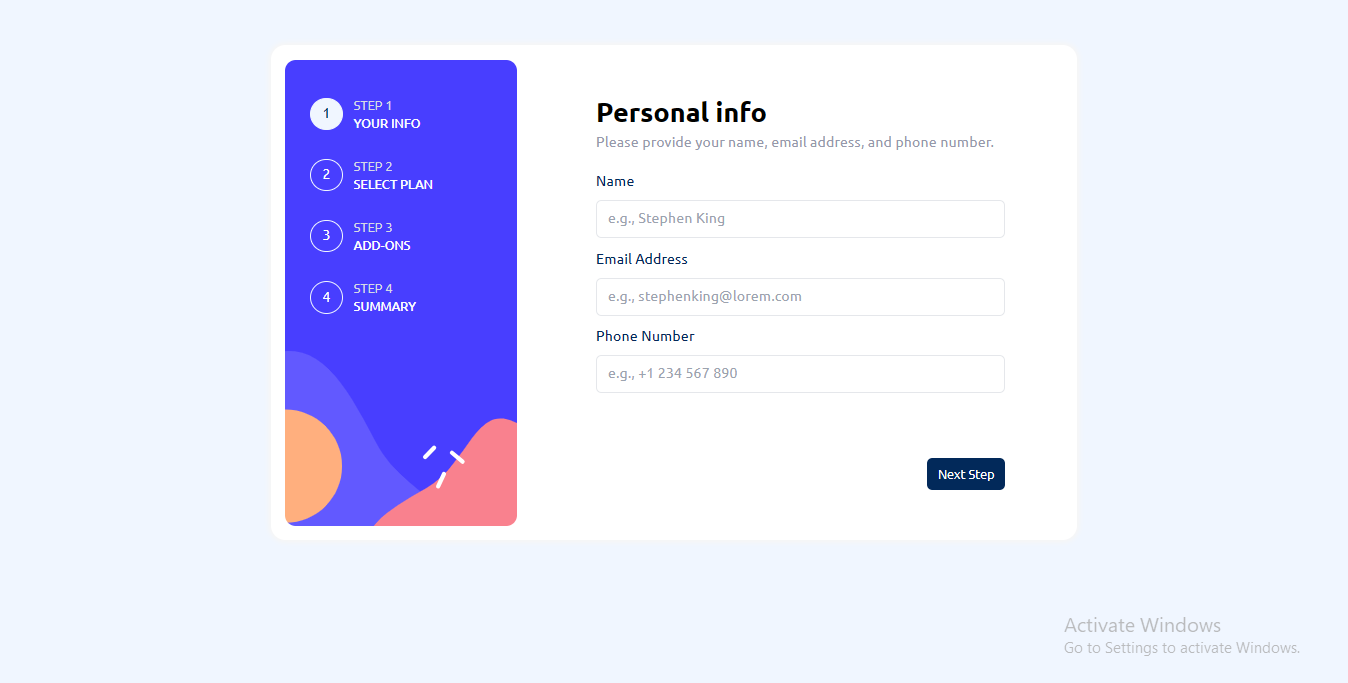 1
STEP 1
YOUR INFO
2
STEP 2
SELECT PLAN
3
STEP 3
ADD-ONS
4
STEP 4
SUMMARY
Personal info
Please provide your name, email address, and phone number.
Name
e.g., Stephen King
Email Address
e.g., stephenking@lorem.com
Phone Number
e.g., +1 234 567 890
Next Step
Activate Windows
Go to Settings to activate Windows.